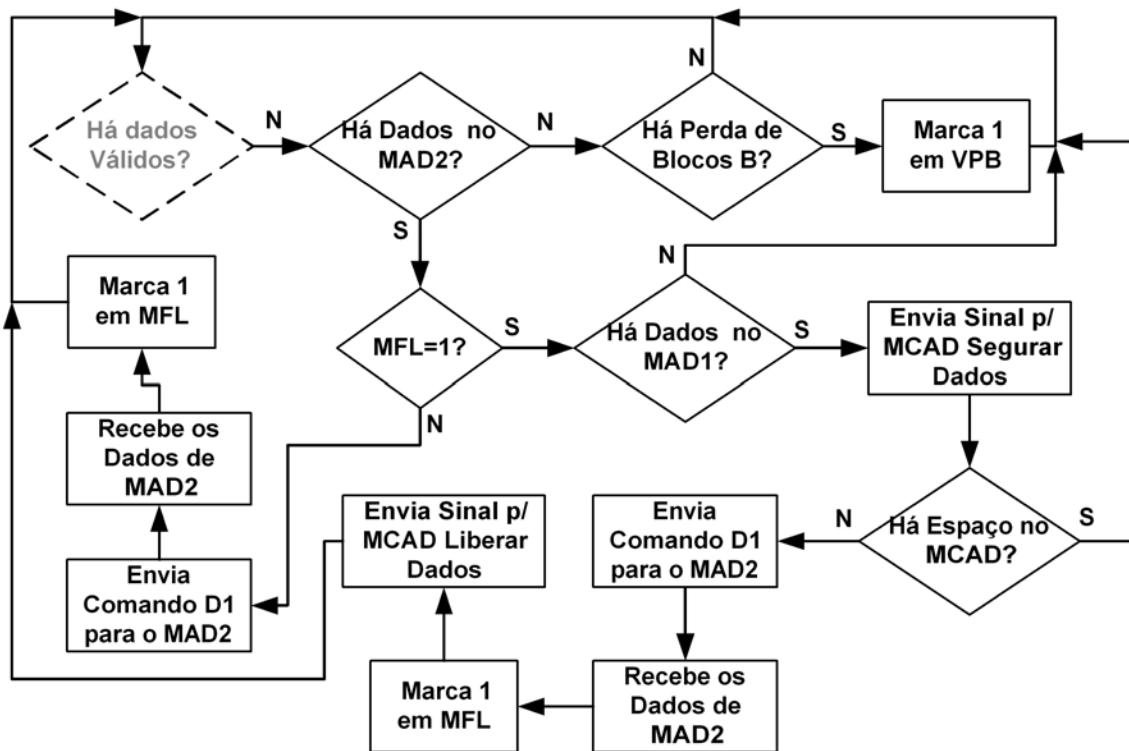 N
N
Há dados
Válidos?
N
Há Dados no
MAD2?
N
Há Perda de
Blocos B?
S
Marca 1
em VPB
S
N
Marca 1
em MFL
MFL=1?
S
Há Dados no
MAD1?
S
Envia Sinal p/
MCAD Segurar
Dados
N
Recebe os
Dados de
MAD2
Envia Sinal p/
MCAD Liberar
Dados
Envia
Comando D1
para o MAD2
N
Há Espaço no
MCAD?
S
Envia
Comando D1
para o MAD2
Marca 1
em MFL
Recebe os
Dados de
MAD2